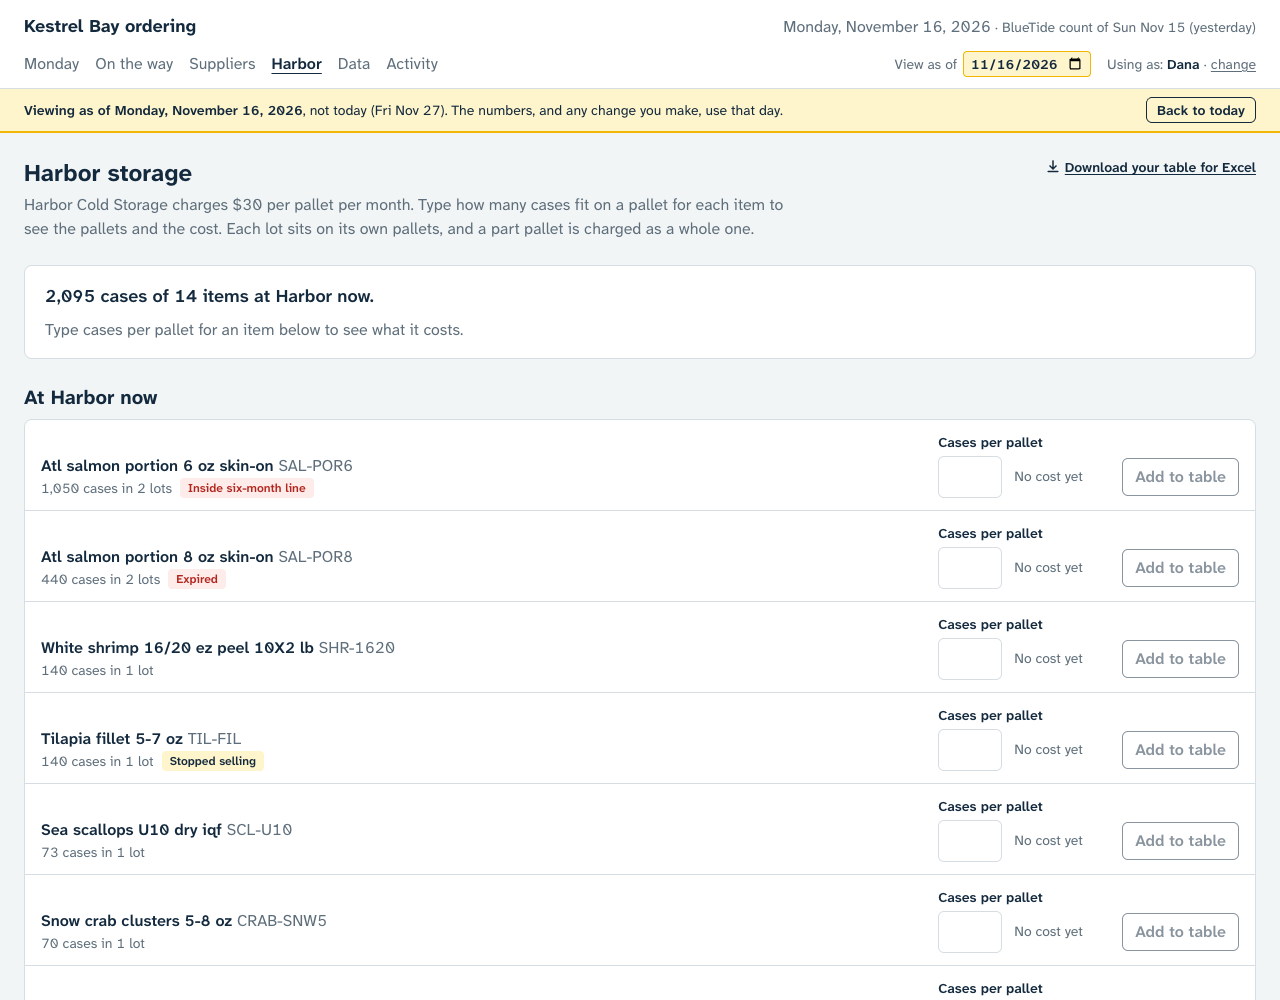 Kestrel Bay ordering
Monday, November 16, 2026 · BlueTide count of Sun Nov 15 (yesterday)
Monday On the way Suppliers Harbor Data Activity
View as of 11/16/2026 Using as: Dana · change
Viewing as of Monday, November 16, 2026, not today (Fri Nov 27). The numbers, and any change you make, use that day.
Back to today
Harbor storage
Download your table for Excel
Harbor Cold Storage charges $30 per pallet per month. Type how many cases fit on a pallet for each item to
see the pallets and the cost. Each lot sits on its own pallets, and a part pallet is charged as a whole one.
2,095 cases of 14 items at Harbor now.
Type cases per pallet for an item below to see what it costs.
At Harbor now
Cases per pallet
Atl salmon portion 6 oz skin-on SAL-POR6
1,050 cases in 2 lots Inside six-month line
No cost yet
Add to table
Cases per pallet
Atl salmon portion 8 oz skin-on SAL-POR8
440 cases in 2 lots Expired
No cost yet
Add to table
Cases per pallet
White shrimp 16/20 ez peel 10X2 lb SHR-1620
140 cases in 1 lot
No cost yet
Add to table
Cases per pallet
Tilapia fillet 5-7 oz TIL-FIL
140 cases in 1 lot Stopped selling
No cost yet
Add to table
Cases per pallet
Sea scallops U10 dry iqf SCL-U10
73 cases in 1 lot
No cost yet
Add to table
Cases per pallet
Snow crab clusters 5-8 oz CRAB-SNW5
70 cases in 1 lot
No cost yet
Add to table
Cases per pallet